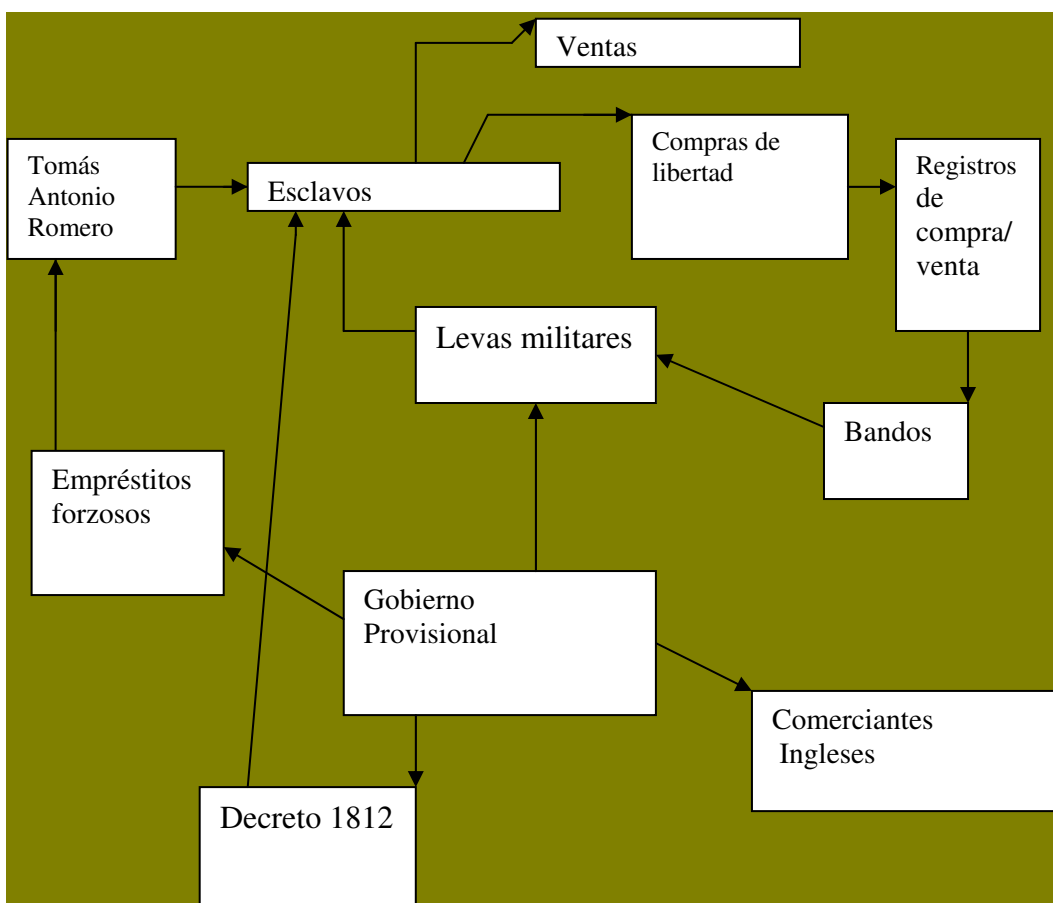 Ventas
Compras de
libertad
Registros
de
compra/
venta
Tomás
Antonio
Romero
Esclavos
Levas militares
Bandos
Empréstitos
forzosos
Gobierno
Provisional
Comerciantes
Ingleses
Decreto 1812